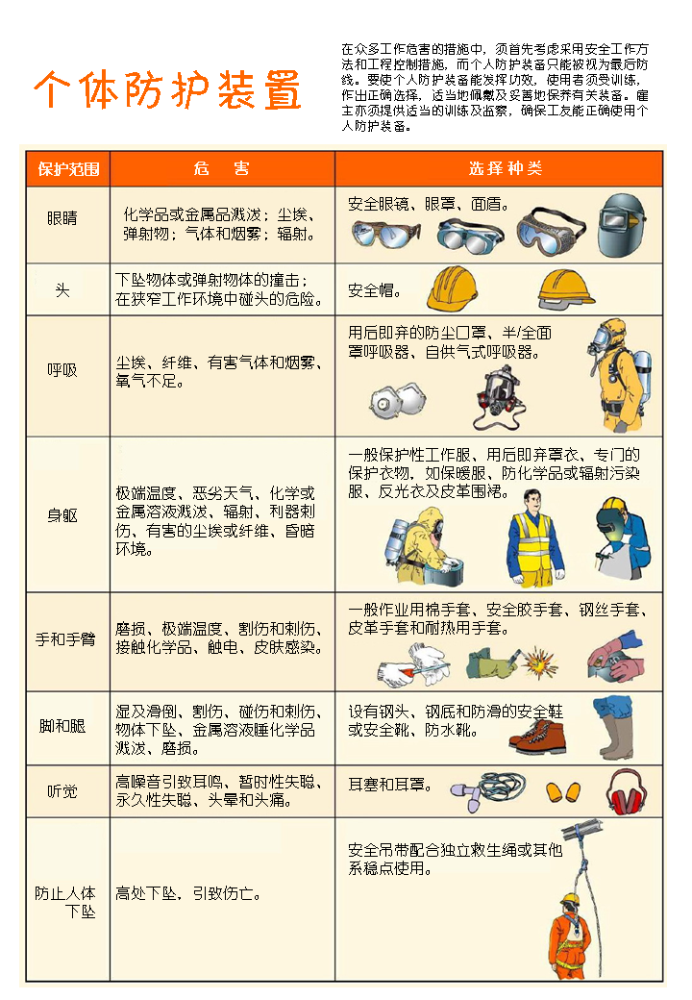 个体防护装置
在众多工作危害的措施中，须首先考虑采用安全工作方
法和工程控制措施，而个人防护装备只能被视为最后防
线。要使个人防护装备能发挥功效，使用者须受训练，
作出正确选择，适当地佩戴及妥善地保养有关装备。雇
主亦须提供适当的训练及监察，确保工友能正确使用个
人防护装备。
保护范围
危 害
选择种类
眼睛
化学品或金属品溅泼；尘埃、
弹射物；气体和烟雾；辐射。
安全眼镜、眼罩、面盾。
头
下坠物体或弹射物体的撞击；
在狭窄工作环境中碰头的危险。
安全帽。
呼吸
尘埃、纤维、有害气体和烟雾、
氧气不足。
用后即弃的防尘口罩、半/全面
罩呼吸器、自供气式呼吸器。
身躯
极端温度、恶劣天气、化学或
金属溶液溅泼、辐射、利器刺
伤、有害的尘埃或纤维、昏暗
环境。
一般保护性工作服、用后即弃罩衣、专门的
保护衣物，如保暖服、防化学品或辐射污染
服、反光衣及皮革围裙。
手和手臂
磨损、极端温度、割伤和刺伤、
接触化学品、触电、皮肤感染。
一般作业用棉手套、安全胶手套、钢丝手套、
皮革手套和耐热用手套。
脚和腿
湿及滑倒、割伤、碰伤和刺伤、
物体下坠、金属溶液睡化学品
溅泼、磨损。
设有钢头、钢底和防滑的安全鞋
或安全靴、防水靴。
听觉
高噪音引致耳鸣、暂时性失聪、
永久性失聪、头晕和头痛。
耳塞和耳罩。
防止人体
下坠
高处下坠，引致伤亡。
安全吊带配合独立救生绳或其他
系稳点使用。